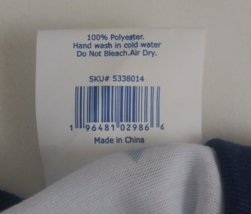 100% Polyester.
Hand wash in cold water
Do Not Bleach.Air Dry.
SKU# 5338014
1 96481 02986 6
Made in China